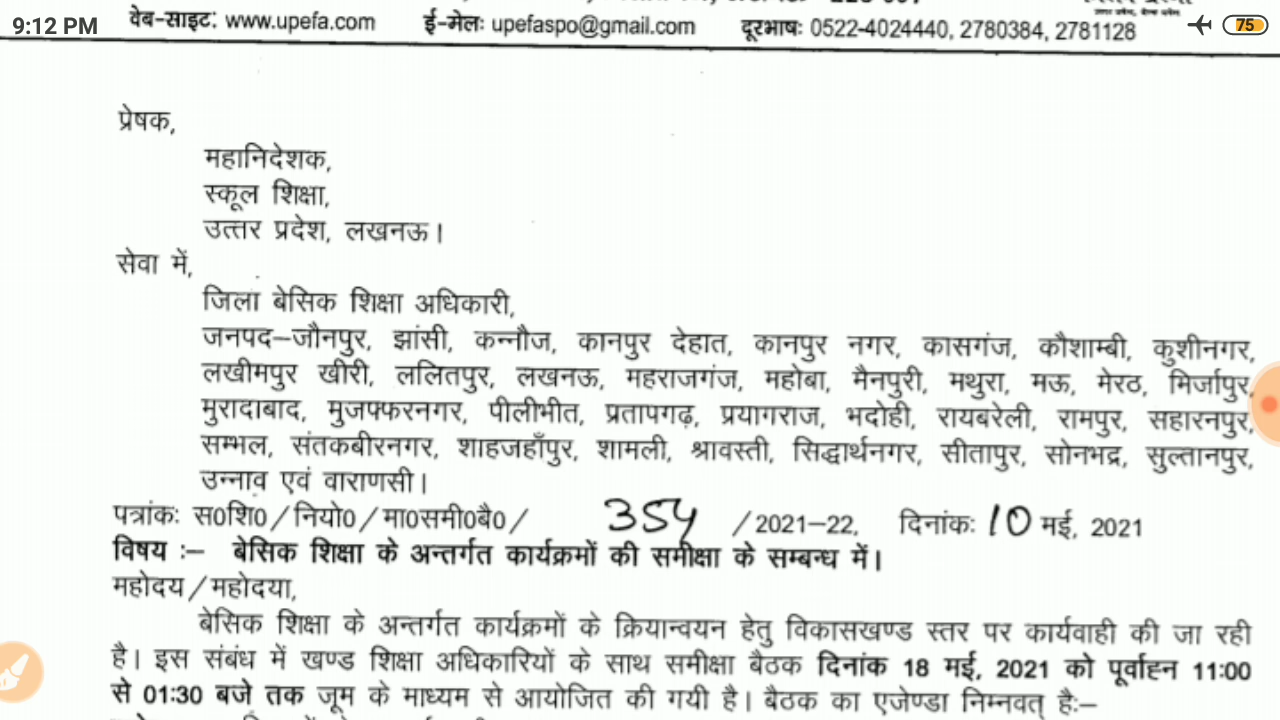 9:12 PM
75
वेब-साइट: www.upefa.com ई-मेल: upefaspo@gmail.com दूरभाष: 0522-4024440, 2780384, 2781128
प्रेषक,
महानिदेशक,
स्कूल शिक्षा,
उत्तर प्रदेश, लखनऊ।
सेवा में,
जिला बेसिक शिक्षा अधिकारी,
जनपद–जौनपुर, झांसी, कन्नौज, कानपुर देहात, कानपुर नगर, कासगंज, कौशाम्बी, कुशीनगर,
लखीमपुर खीरी, ललितपुर, लखनऊ, महराजगंज, महोबा, मैनपुरी, मथुरा, मऊ, मेरठ, मिर्जापुर,
मुरादाबाद, मुजफ्फरनगर, पीलीभीत, प्रतापगढ़, प्रयागराज, भदोही, रायबरेली, रामपुर, सहारनपुर,
सम्भल, संतकबीरनगर, शाहजहाँपुर, शामली, श्रावस्ती, सिद्धार्थनगर, सीतापुर, सोनभद्र, सुल्तानपुर,
उन्नाव एवं वाराणसी।
पत्रांक: स0शि0/नियो0/मा0समी0बै0/ 354 /2021–22, दिनांक: 10 मई, 2021
विषय :– बेसिक शिक्षा के अन्तर्गत कार्यक्रमों की समीक्षा के सम्बन्ध में।
महोदय/महोदया,
बेसिक शिक्षा के अन्तर्गत कार्यक्रमों के क्रियान्वयन हेतु विकासखण्ड स्तर पर कार्यवाही की जा रही
है। इस संबंध में खण्ड शिक्षा अधिकारियों के साथ समीक्षा बैठक दिनांक 18 मई, 2021 को पूर्वाह्न 11:00
से 01:30 बजे तक जूम के माध्यम से आयोजित की गयी है। बैठक का एजेण्डा निम्नवत् है:–